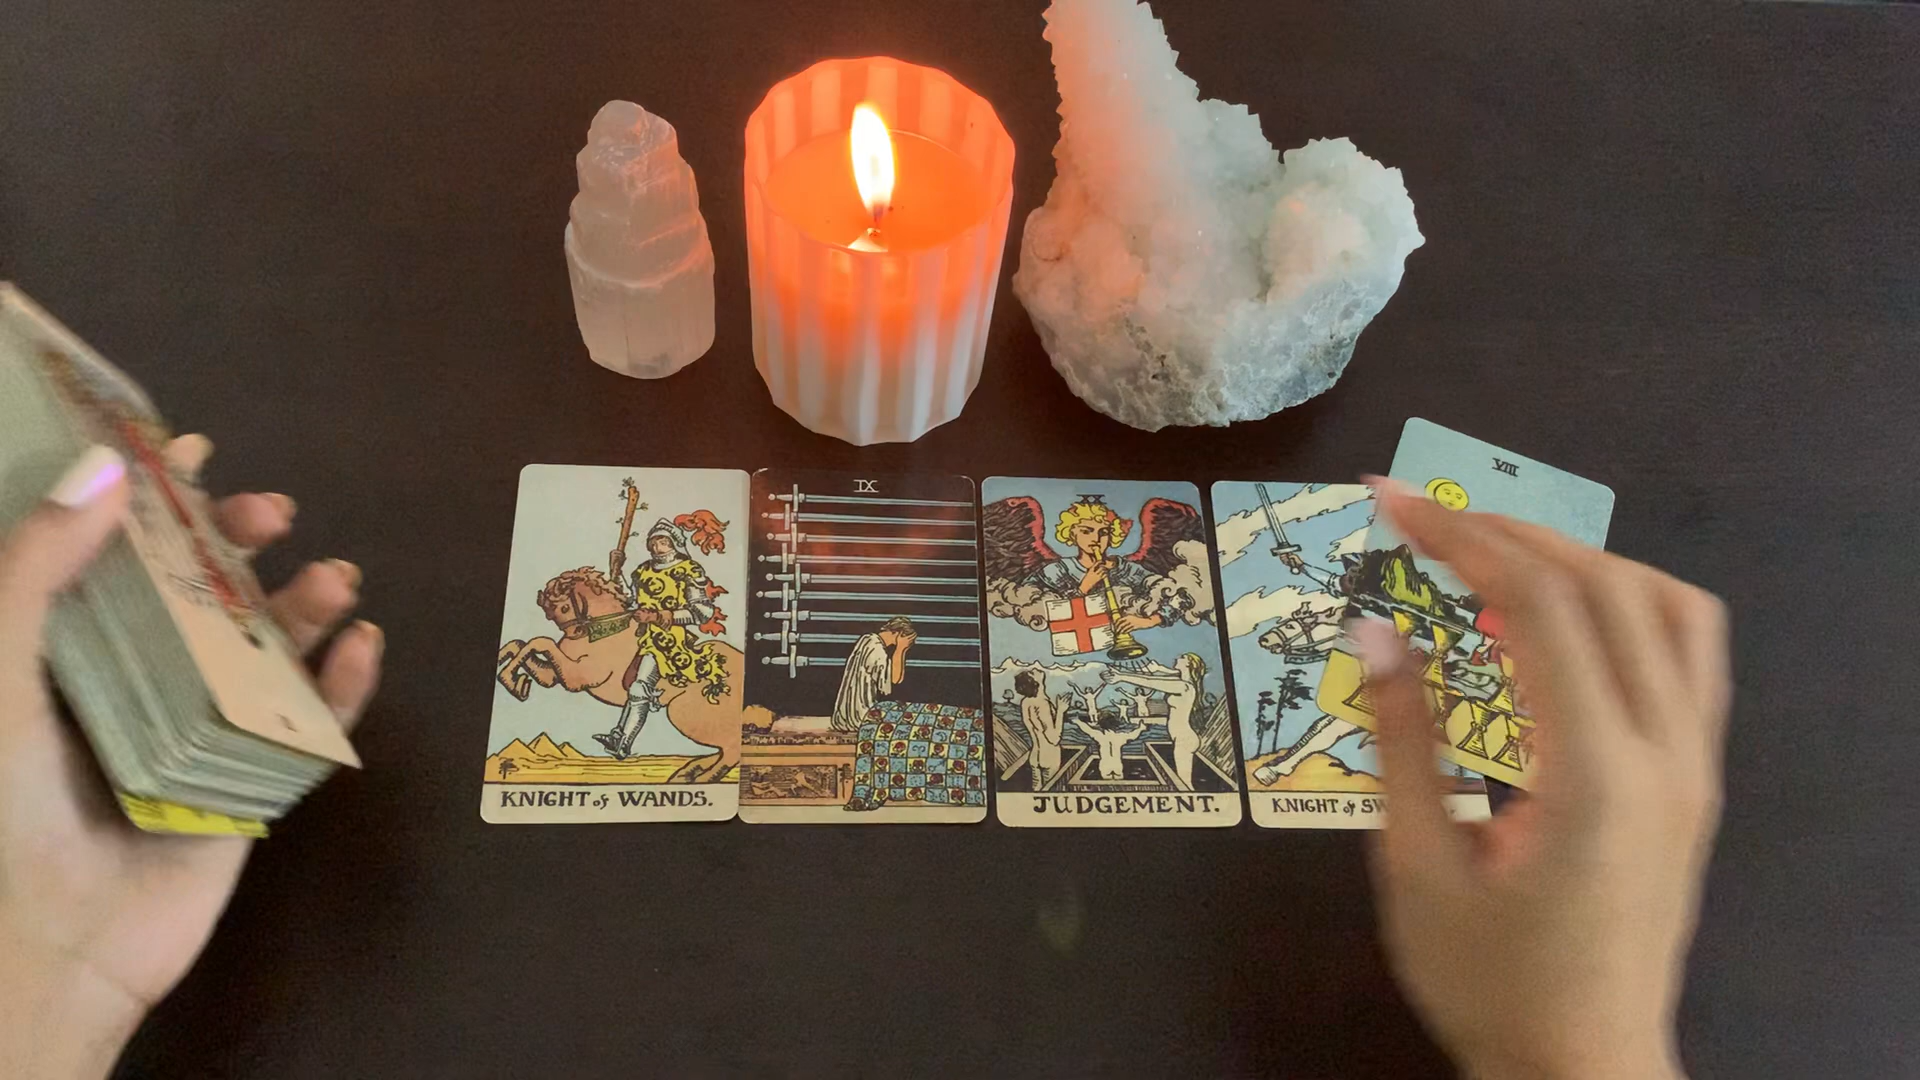 IX
XX
VIII
KNIGHT of WANDS.
JUDGEMENT.
KNIGHT of SW